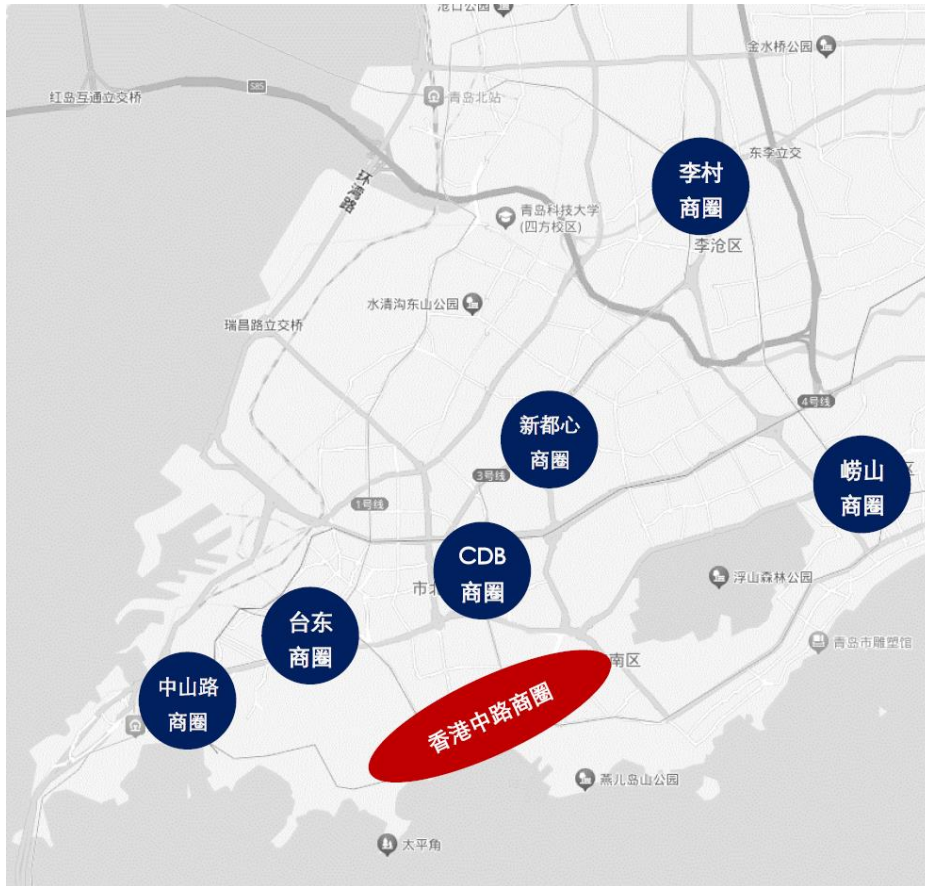 沧口公园
金水桥公园
S85
红岛互通立交桥
青岛北站
东李立交
李村
商圈
环湾路
青岛科技大学
(四方校区)
李沧区
水清沟东山公园
瑞昌路立交桥
4号线
新都心
商圈
3号线
崂山
商圈
区
1号线
CDB
商圈
浮山森林公园
市北
台东
商圈
青岛市雕塑馆
南区
中山路
商圈
香港中路商圈
燕儿岛山公园
太平角